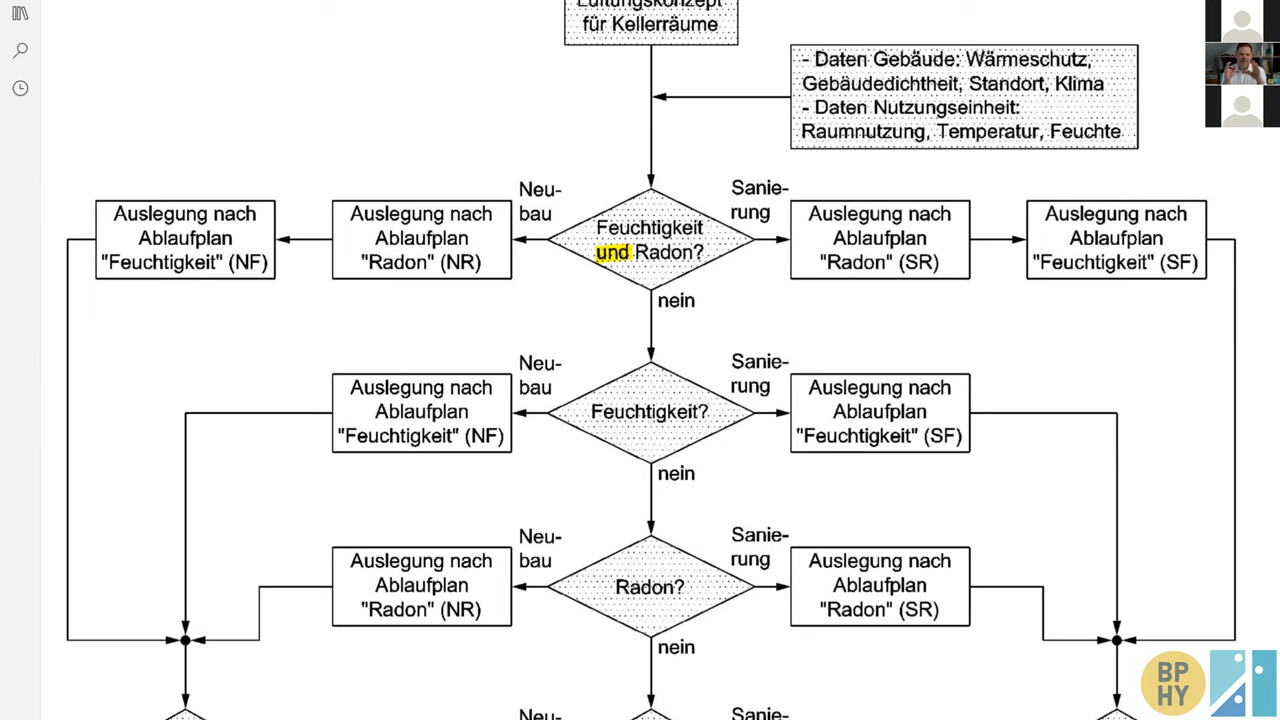 Lüftungskonzept
für Kellerräume
- Daten Gebäude: Wärmeschutz,
Gebäudedichtheit, Standort, Klima
- Daten Nutzungseinheit:
Raumnutzung, Temperatur, Feuchte
Auslegung nach
Ablaufplan
"Feuchtigkeit" (NF)
Auslegung nach
Ablaufplan
"Radon" (NR)
Neu-
bau
Feuchtigkeit
und Radon?
Sanie-
rung
Auslegung nach
Ablaufplan
"Radon" (SR)
Auslegung nach
Ablaufplan
"Feuchtigkeit" (SF)
nein
Auslegung nach
Ablaufplan
"Feuchtigkeit" (NF)
Neu-
bau
Feuchtigkeit?
Sanie-
rung
Auslegung nach
Ablaufplan
"Feuchtigkeit" (SF)
nein
Auslegung nach
Ablaufplan
"Radon" (NR)
Neu-
bau
Radon?
Sanie-
rung
Auslegung nach
Ablaufplan
"Radon" (SR)
nein
Neu-
Sanie-
BP
HY